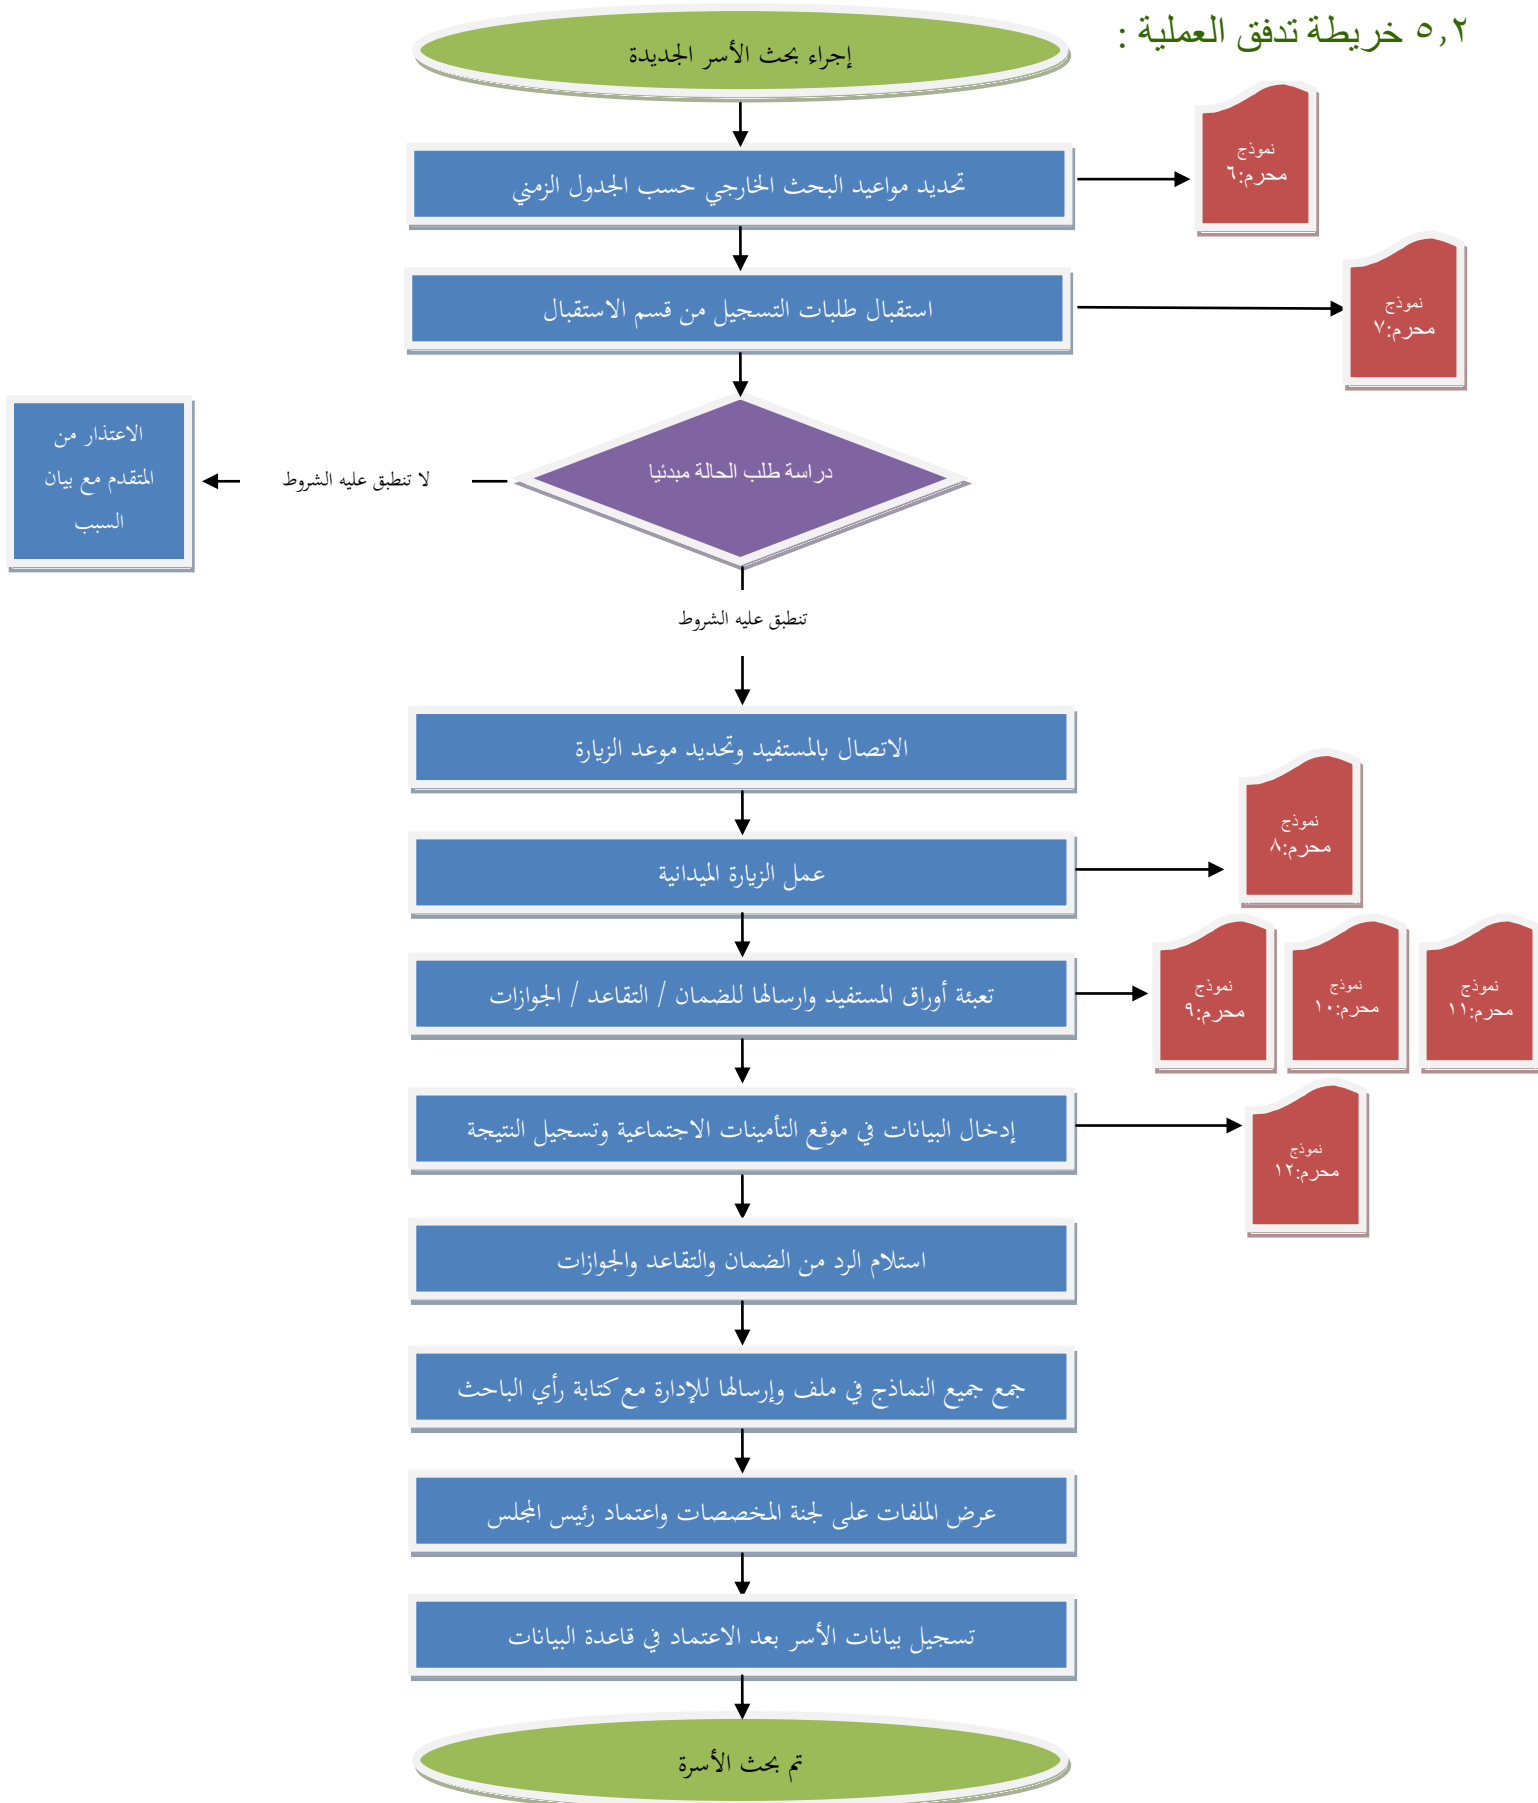 ٥,٢ خريطة تدفق العملية :
إجراء بحث الأسر الجديدة
تحديد مواعيد البحث الخارجي حسب الجدول الزمني
نموذج
محرم:٦
استقبال طلبات التسجيل من قسم الاستقبال
نموذج
محرم:٧
دراسة طلب الحالة مبدئيا
لا تنطبق عليه الشروط
الاعتذار من
المتقدم مع بيان
السبب
تنطبق عليه الشروط
الاتصال بالمستفيد وتحديد موعد الزيارة
عمل الزيارة الميدانية
نموذج
محرم:٨
تعبئة أوراق المستفيد وارسالها للضمان / التقاعد / الجوازات
نموذج
محرم:٩
نموذج
محرم:١٠
نموذج
محرم:١١
إدخال البيانات في موقع التأمينات الاجتماعية وتسجيل النتيجة
نموذج
محرم:١٢
استلام الرد من الضمان والتقاعد والجوازات
جمع جميع النماذج في ملف وإرسالها للإدارة مع كتابة رأي الباحث
عرض الملفات على لجنة المخصصات واعتماد رئيس المجلس
تسجيل بيانات الأسر بعد الاعتماد في قاعدة البيانات
تم بحث الأسرة